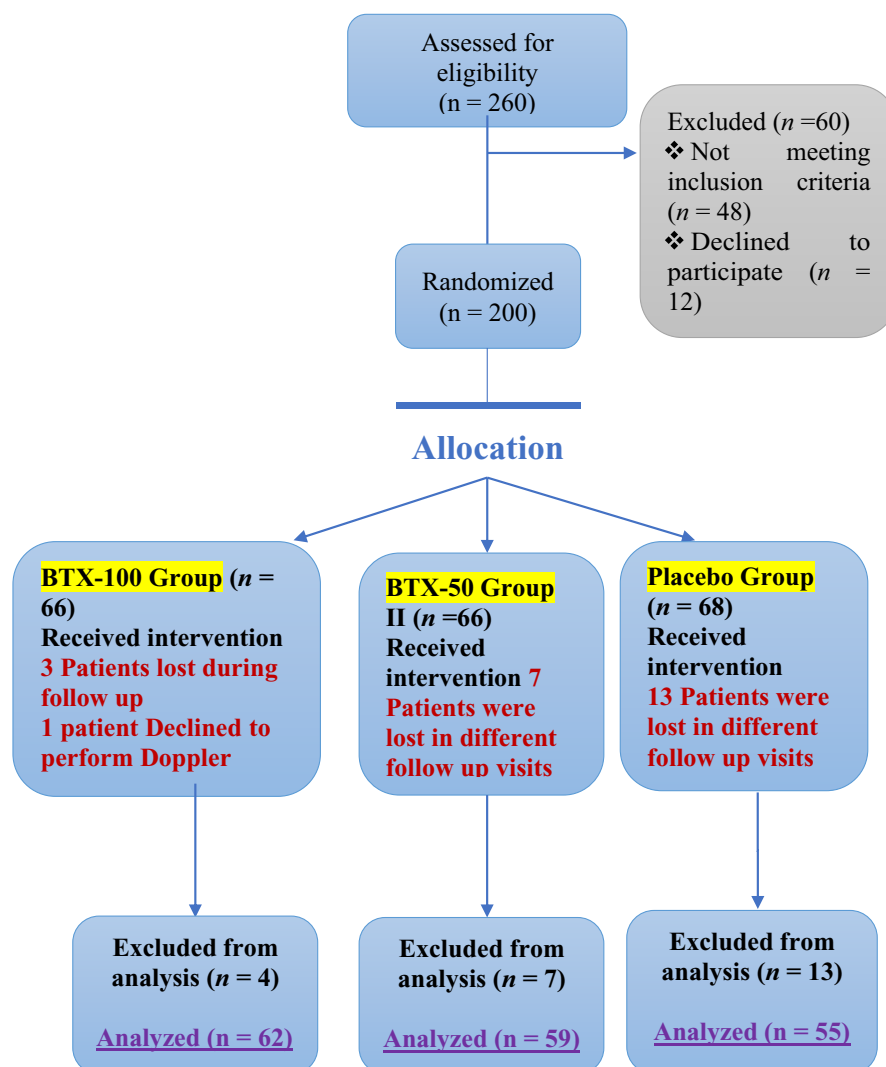 Assessed for
eligibility
(n = 260)
Excluded (n =60)
❖ Not meeting
inclusion criteria
(n = 48)
❖ Declined to
participate (n =
12)
Randomized
(n = 200)
Allocation
BTX-100 Group (n =
66)
Received intervention
3 Patients lost during
follow up
1 patient Declined to
perform Doppler
BTX-50 Group
II (n =66)
Received
intervention 7
Patients were
lost in different
follow up visits
Placebo Group
(n = 68)
Received
intervention
13 Patients were
lost in different
follow up visits
Excluded from
analysis (n = 4)
Analyzed (n = 62)
Excluded from
analysis (n = 7)
Analyzed (n = 59)
Excluded from
analysis (n = 13)
Analyzed (n = 55)